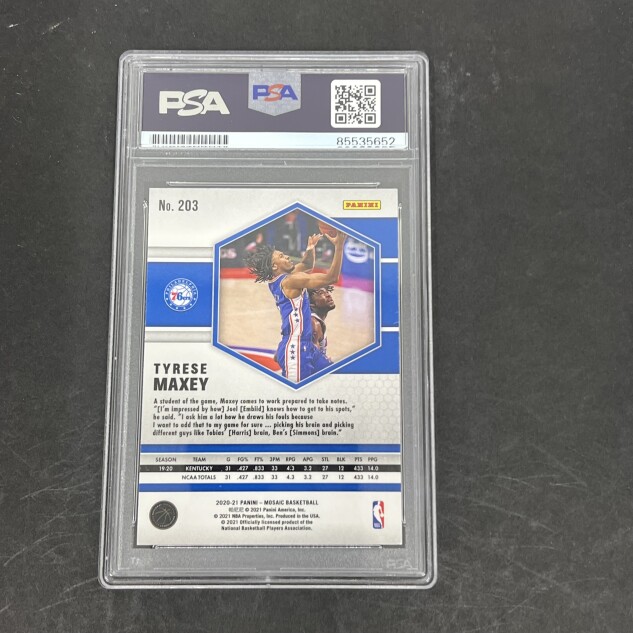 PSA
PSA
85535652
No. 203
PANINI
PHILADELPHIA
76ERS
TYRESE
MAXEY
A student of the game, Maxey comes to work prepared to take notes.
"[I'm impressed by how] Joel [Embiid] knows how to get to his spots,"
he said. "I ask him a lot how he draws his fouls because
I want to add that to my game for sure ... picking his brain and picking
different guys like Tobias' [Harris] brain, Ben's [Simmons] brain."
SEASON TEAM G FG% FT% 3PM RPG APG STL BLK PTS PPG
19-20 KENTUCKY 31 .427 .833 33 4.3 3.2 27 12 433 14.0
NCAA TOTALS 31 .427 .833 33 4.3 3.2 27 12 433 14.0
2020-21 PANINI – MOSAIC BASKETBALL
帕尼尼 © 2021 Panini America, Inc.
© 2021 NBA Properties, Inc. Produced in the USA.
© 2021 Officially licensed product of the
National Basketball Players Association.
NBA
PSA